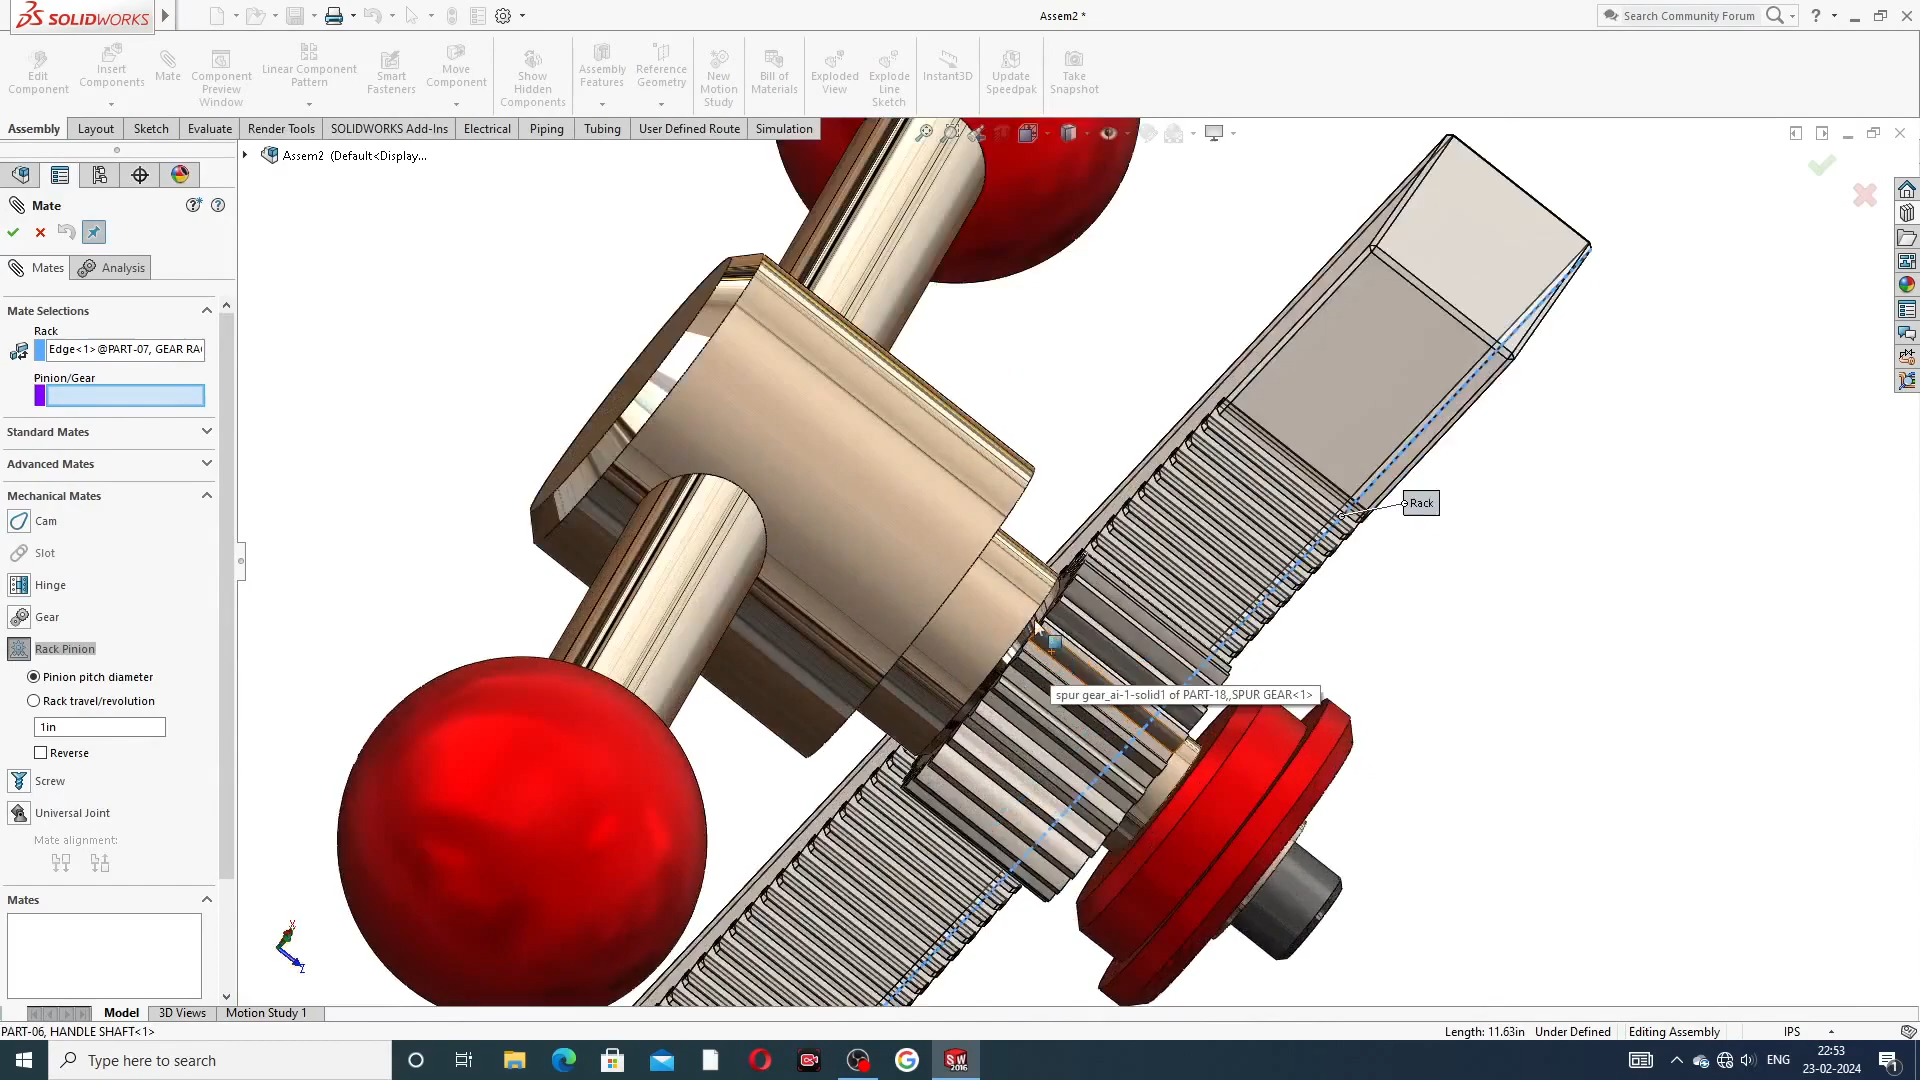 SOLIDWORKS
Assem2 *
Search Community Forum
Edit Component
Insert Components
Mate
Component Preview Window
Linear Component Pattern
Smart Fasteners
Move Component
Show Hidden Components
Assembly Features
Reference Geometry
New Motion Study
Bill of Materials
Exploded View
Explode Line Sketch
Instant3D
Update Speedpak
Take Snapshot
Assembly Layout Sketch Evaluate Render Tools SOLIDWORKS Add-Ins Electrical Piping Tubing User Defined Route Simulation
Assem2 (Default<Display...
Mate
Mates Analysis
Mate Selections
Rack
Edge<1>@PART-07, GEAR RA
Pinion/Gear
Standard Mates
Advanced Mates
Mechanical Mates
Cam
Slot
Hinge
Gear
Rack Pinion
Pinion pitch diameter
Rack travel/revolution
1in
Reverse
Screw
Universal Joint
Mate alignment:
Mates
Rack
spur gear_ai-1-solid1 of PART-18,,SPUR GEAR<1>
Y
Z
Model 3D Views Motion Study 1
PART-06, HANDLE SHAFT<1>
Length: 11.63in Under Defined Editing Assembly IPS
Type here to search
SW
2016
ENG
22:53
23-02-2024
1